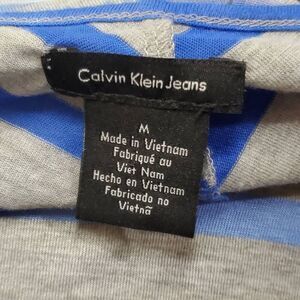 Calvin Klein Jeans
M
Made in Vietnam
Fabriqué au
Viet Nam
Hecho en Vietnam
Fabricado no
Vietnã